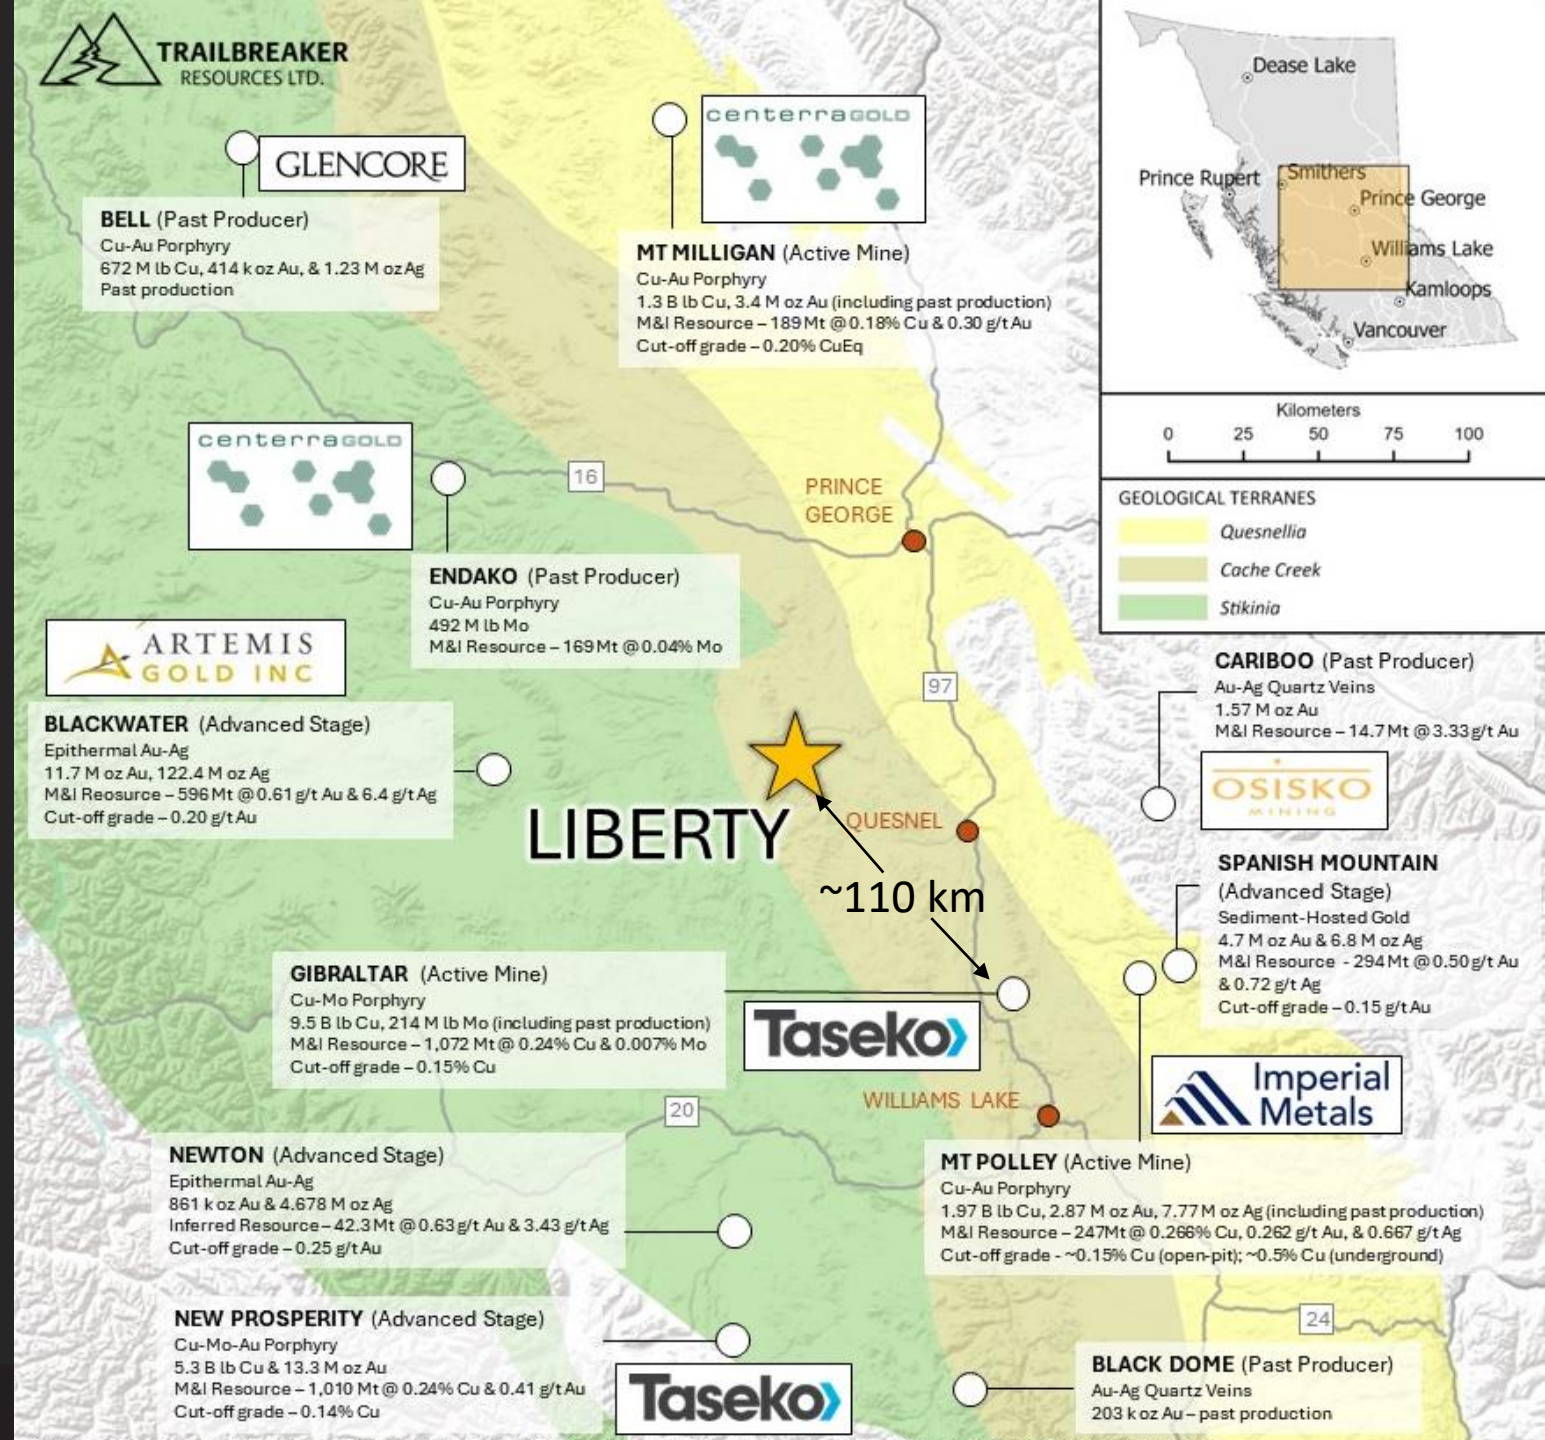 TRAILBREAKER
RESOURCES LTD.
GLENCORE
BELL (Past Producer)
Cu-Au Porphyry
672 M lb Cu, 414 k oz Au, & 1.23 M oz Ag
Past production
centerraGOLD
MT MILLIGAN (Active Mine)
Cu-Au Porphyry
1.3 B lb Cu, 3.4 M oz Au (including past production)
M&I Resource – 189 Mt @ 0.18% Cu & 0.30 g/t Au
Cut-off grade – 0.20% CuEq
Dease Lake
Prince Rupert
Smithers
Prince George
Williams Lake
Kamloops
Vancouver
Kilometers
0 25 50 75 100
GEOLOGICAL TERRANES
Quesnellia
Cache Creek
Stikinia
centerraGOLD
16
PRINCE
GEORGE
ENDAKO (Past Producer)
Cu-Au Porphyry
492 M lb Mo
M&I Resource – 169 Mt @ 0.04% Mo
ARTEMIS
GOLD INC
BLACKWATER (Advanced Stage)
Epithermal Au-Ag
11.7 M oz Au, 122.4 M oz Ag
M&I Reosurce – 596 Mt @ 0.61 g/t Au & 6.4 g/t Ag
Cut-off grade – 0.20 g/t Au
97
CARIBOO (Past Producer)
Au-Ag Quartz Veins
1.57 M oz Au
M&I Resource – 14.7 Mt @ 3.33 g/t Au
OSISKO
MINING
LIBERTY
QUESNEL
~110 km
SPANISH MOUNTAIN
(Advanced Stage)
Sediment-Hosted Gold
4.7 M oz Au & 6.8 M oz Ag
M&I Resource - 294 Mt @ 0.50 g/t Au
& 0.72 g/t Ag
Cut-off grade – 0.15 g/t Au
GIBRALTAR (Active Mine)
Cu-Mo Porphyry
9.5 B lb Cu, 214 M lb Mo (including past production)
M&I Resource – 1,072 Mt @ 0.24% Cu & 0.007% Mo
Cut-off grade – 0.15% Cu
Taseko
Imperial
Metals
WILLIAMS LAKE
20
NEWTON (Advanced Stage)
Epithermal Au-Ag
861 k oz Au & 4.678 M oz Ag
Inferred Resource – 42.3 Mt @ 0.63 g/t Au & 3.43 g/t Ag
Cut-off grade – 0.25 g/t Au
MT POLLEY (Active Mine)
Cu-Au Porphyry
1.97 B lb Cu, 2.87 M oz Au, 7.77 M oz Ag (including past production)
M&I Resource – 247Mt @ 0.266% Cu, 0.262 g/t Au, & 0.667 g/t Ag
Cut-off grade - ~0.15% Cu (open-pit); ~0.5% Cu (underground)
NEW PROSPERITY (Advanced Stage)
Cu-Mo-Au Porphyry
5.3 B lb Cu & 13.3 M oz Au
M&I Resource – 1,010 Mt @ 0.24% Cu & 0.41 g/t Au
Cut-off grade – 0.14% Cu
Taseko
24
BLACK DOME (Past Producer)
Au-Ag Quartz Veins
203 k oz Au – past production